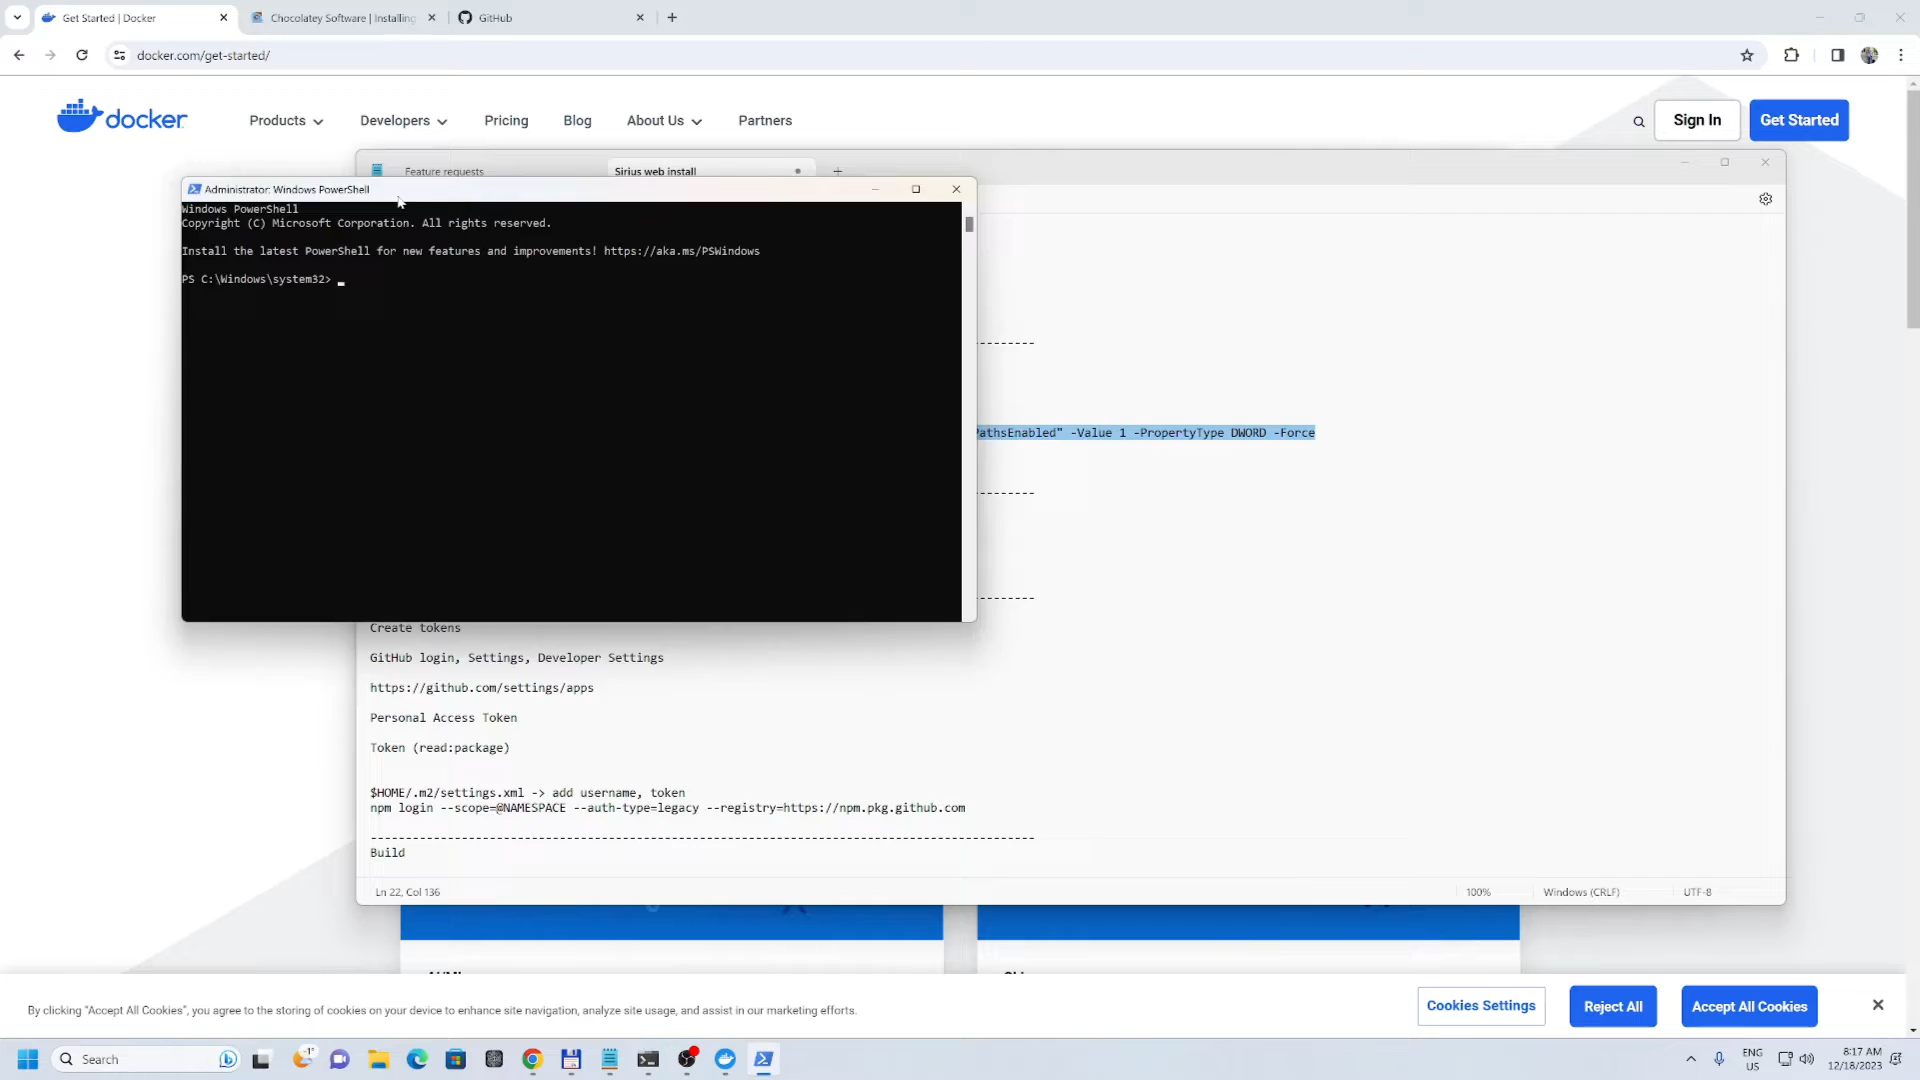 Get Started | Docker
Chocolatey Software | Installing
GitHub
docker.com/get-started/
docker
Products
Developers
Pricing
Blog
About Us
Partners
Sign In
Get Started
Feature requests
Sirius web install
Administrator: Windows PowerShell
Windows PowerShell
Copyright (C) Microsoft Corporation. All rights reserved.
Install the latest PowerShell for new features and improvements! https://aka.ms/PSWindows
PS C:\Windows\system32>
PathsEnabled" -Value 1 -PropertyType DWORD -Force
Create tokens
GitHub login, Settings, Developer Settings
https://github.com/settings/apps
Personal Access Token
Token (read:package)
$HOME/.m2/settings.xml -> add username, token
npm login --scope=@NAMESPACE --auth-type=legacy --registry=https://npm.pkg.github.com
-----------------------------------------------------------------------------------------------
Build
Ln 22, Col 136
100%
Windows (CRLF)
UTF-8
By clicking "Accept All Cookies", you agree to the storing of cookies on your device to enhance site navigation, analyze site usage, and assist in our marketing efforts.
Cookies Settings
Reject All
Accept All Cookies
Search
-1°
ENG
US
8:17 AM
12/18/2023